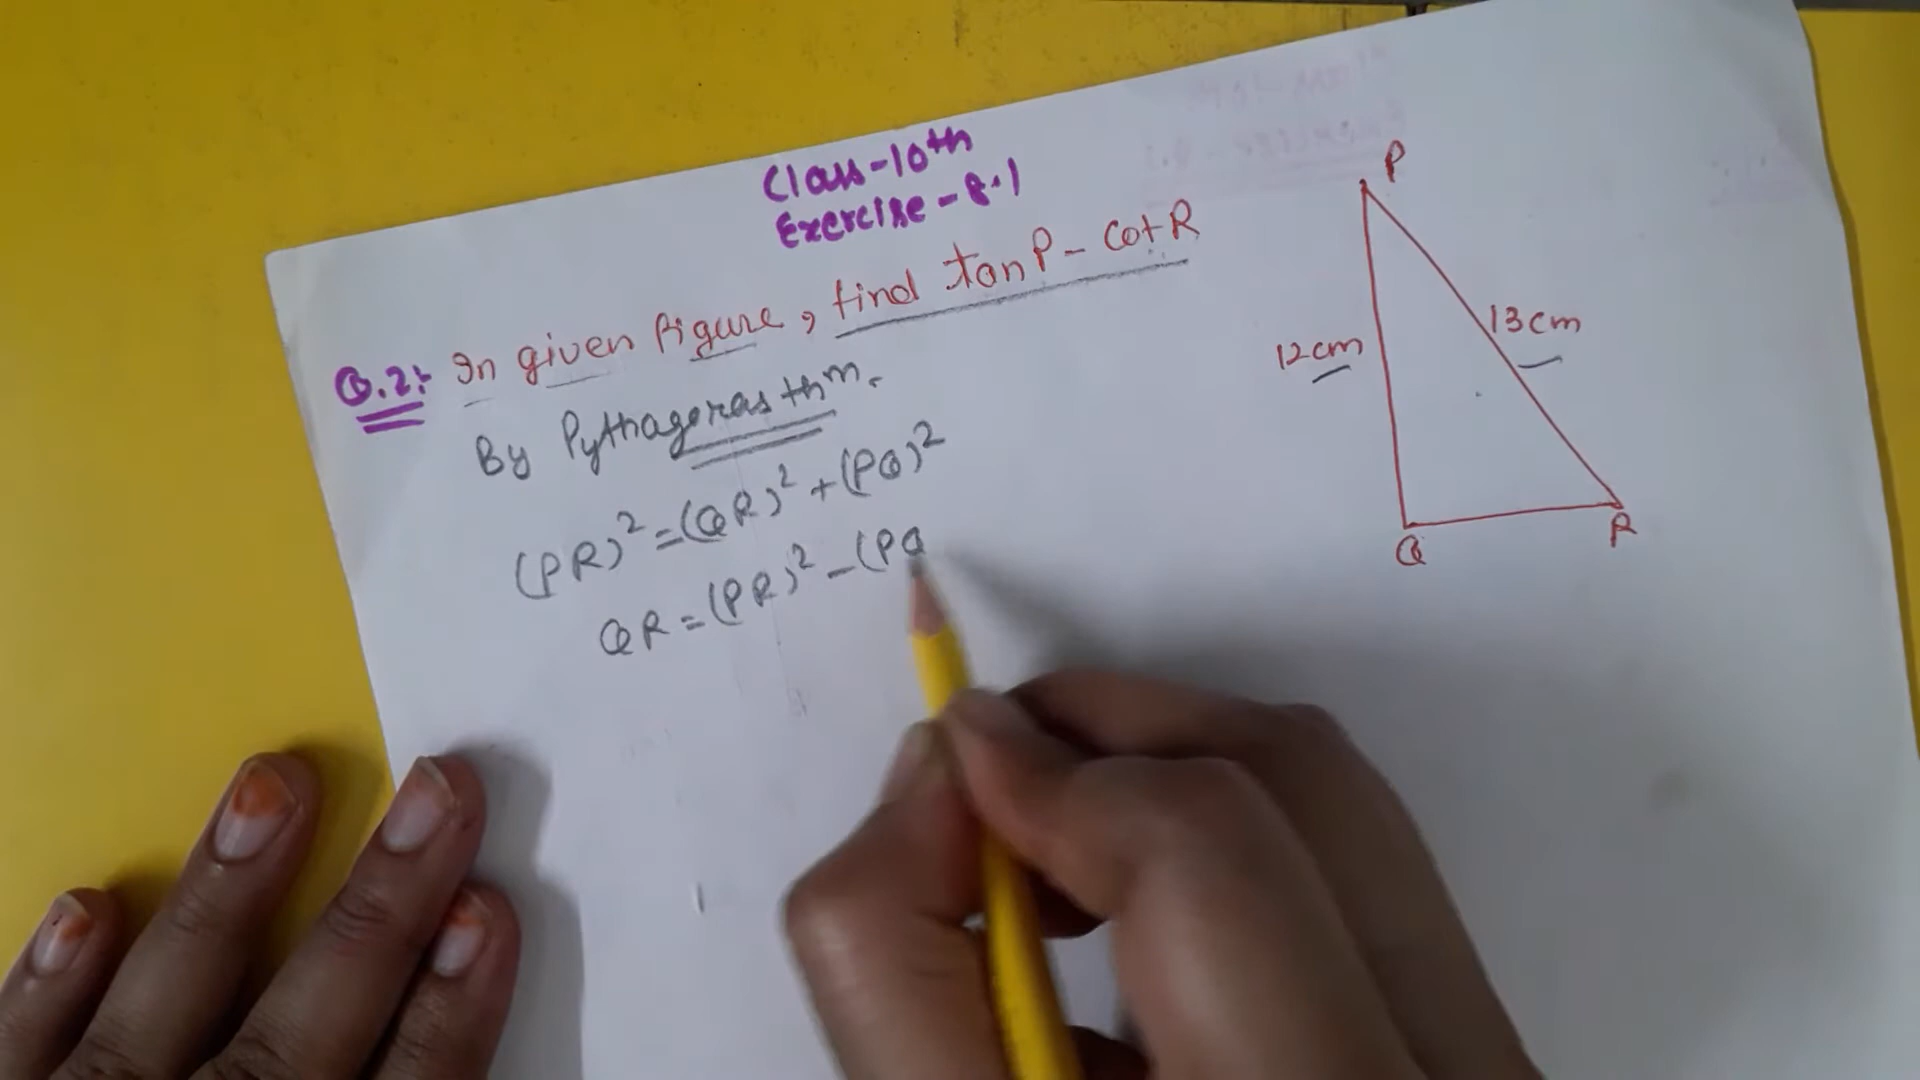 Class-10th
Exercise-8.1
Q.2:- In given figure, find tan P - cot R
By Pythagoras thm.
(PR)² = (QR)² + (PQ)²
QR = (PR)² - (PQ
P
12cm
13cm
Q
R